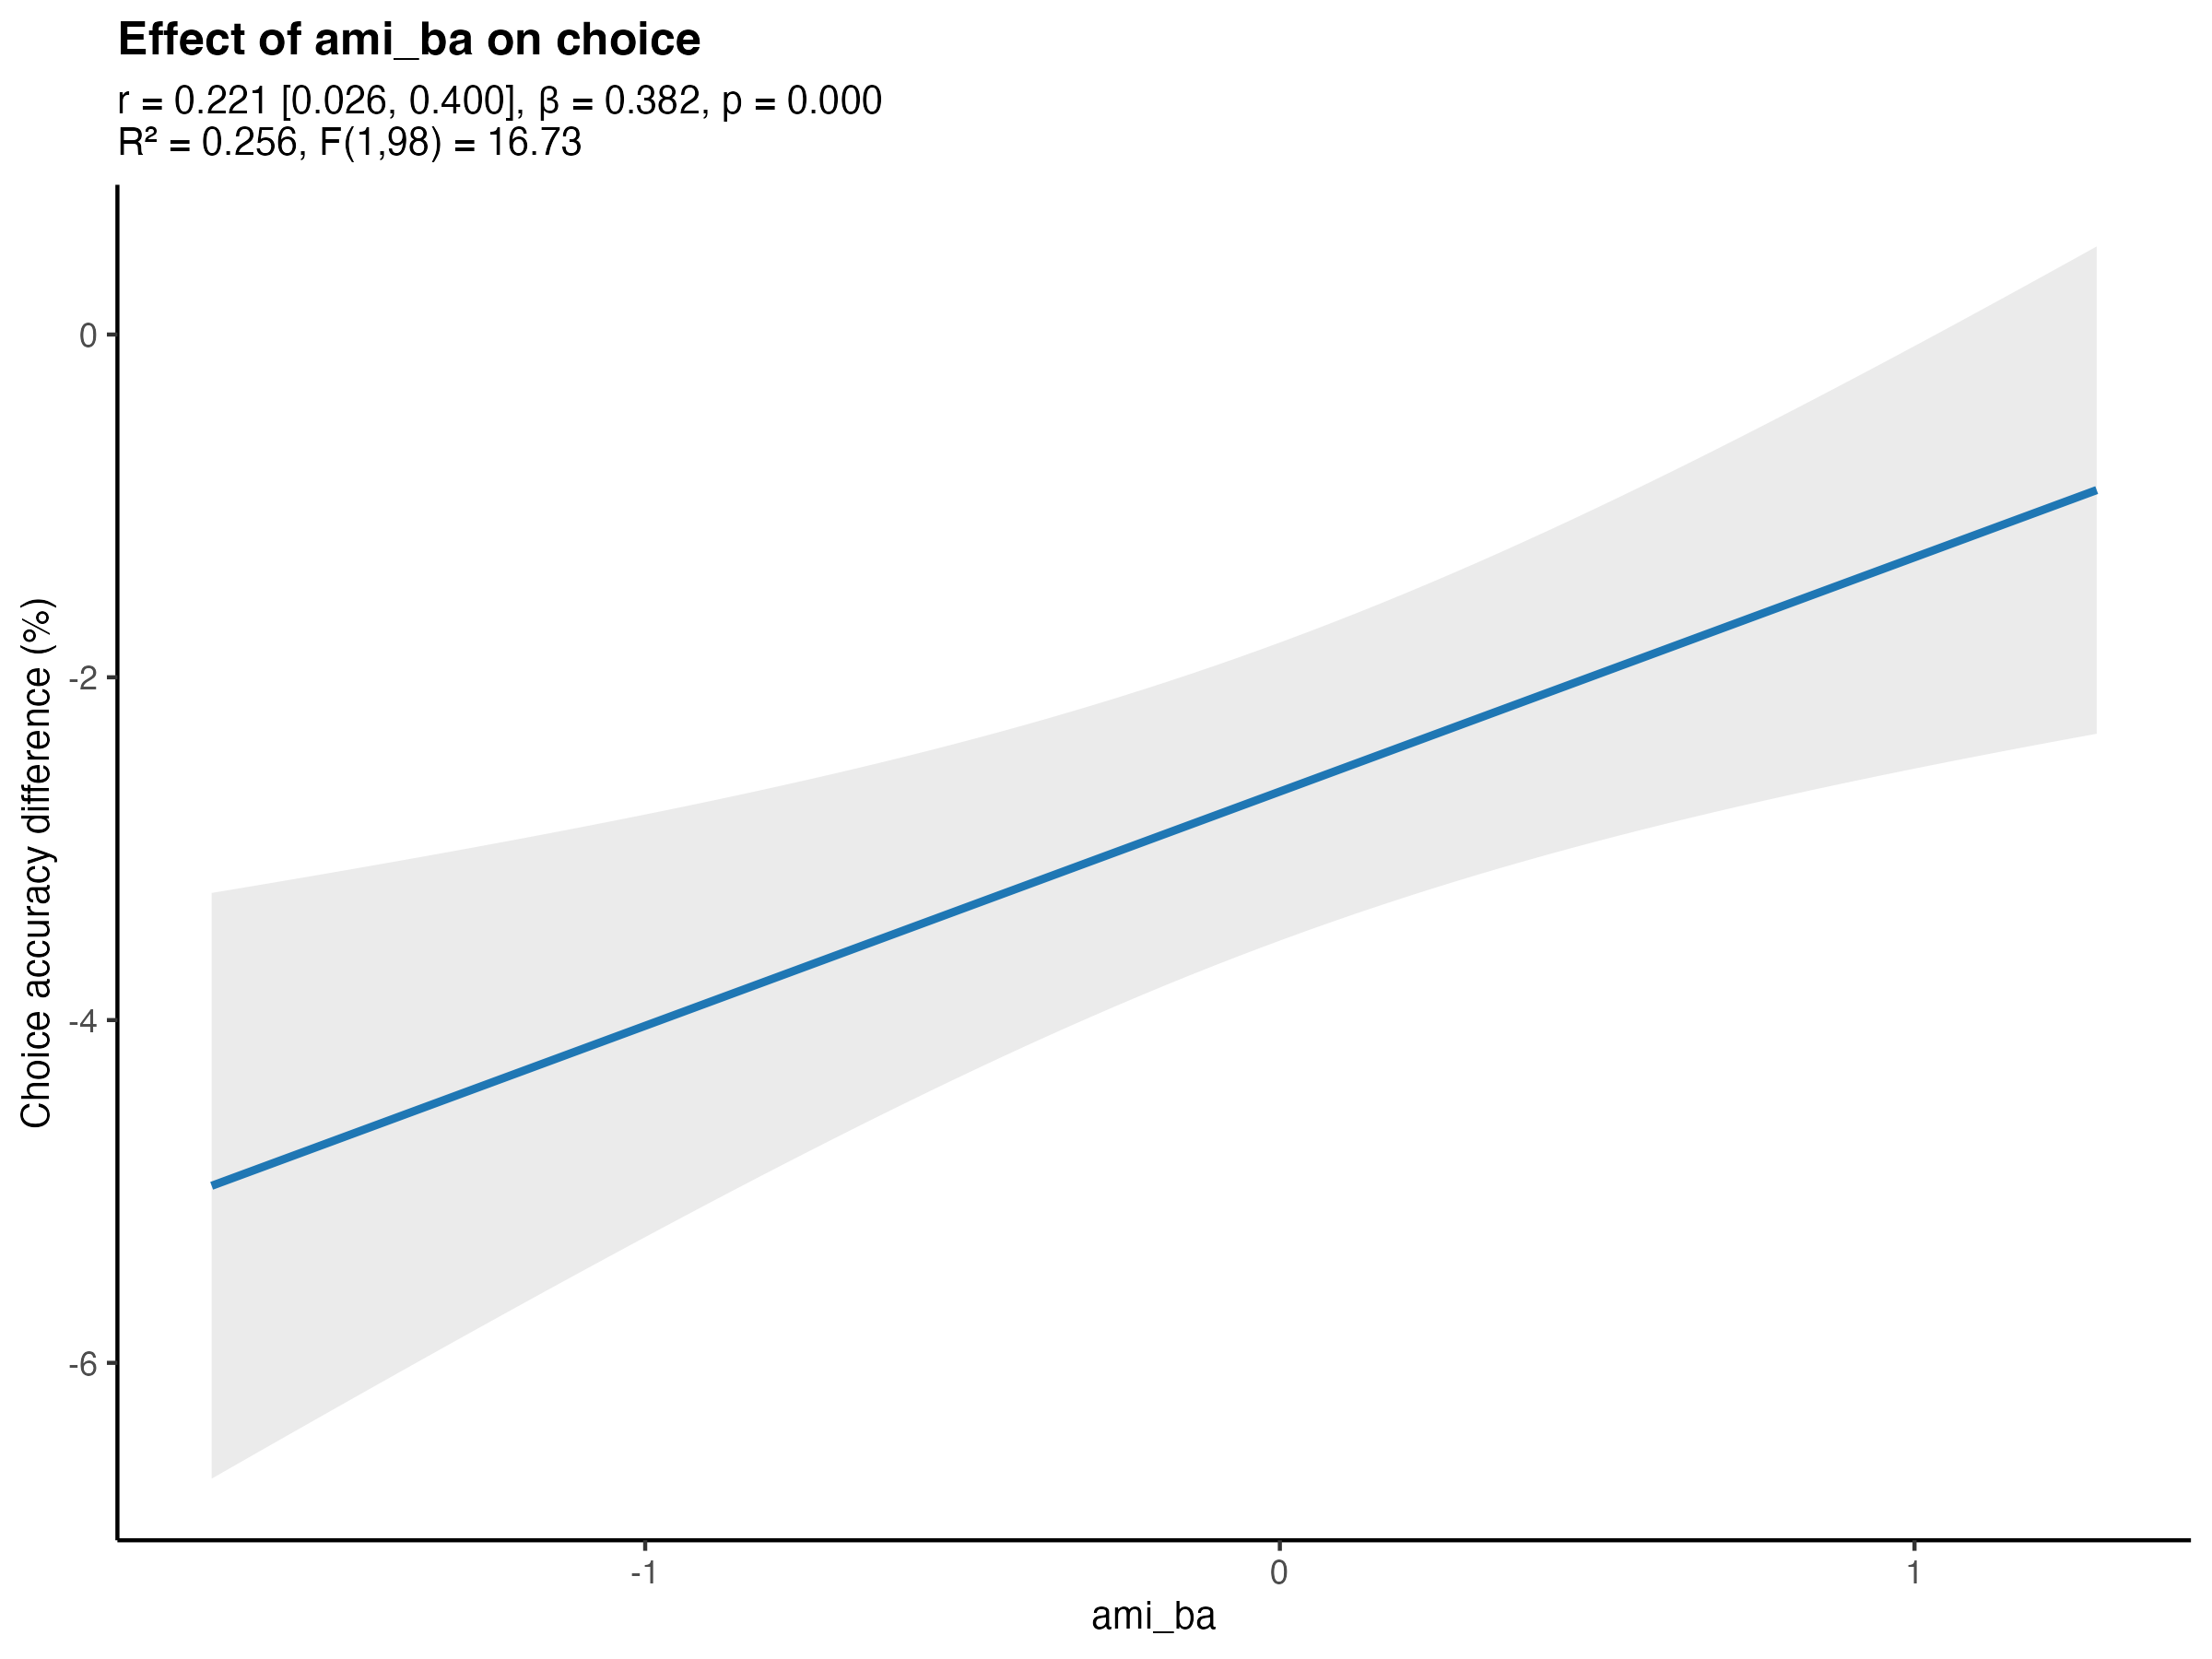 Effect of ami_ba on choice
r = 0.221 [0.026, 0.400], β = 0.382, p = 0.000
R² = 0.256, F(1,98) = 16.73
Choice accuracy difference (%)
0
-2
-4
-6
-1
0
1
ami_ba